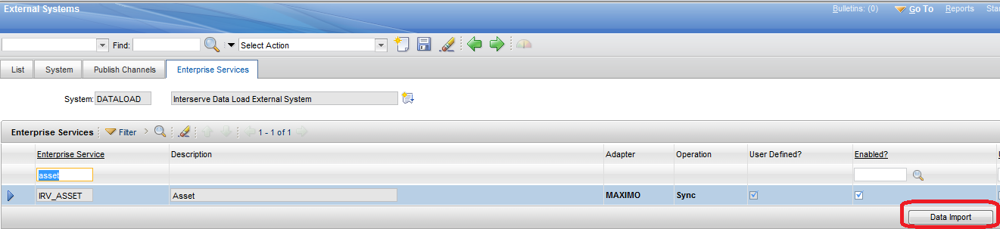 External Systems Bulletins: (0) Go To Reports
Find: Select Action
List System Publish Channels Enterprise Services
System: DATALOAD Interserve Data Load External System
Enterprise Services Filter 1 - 1 of 1
Enterprise Service Description Adapter Operation User Defined? Enabled?
asset
IRV_ASSET Asset MAXIMO Sync
Data Import